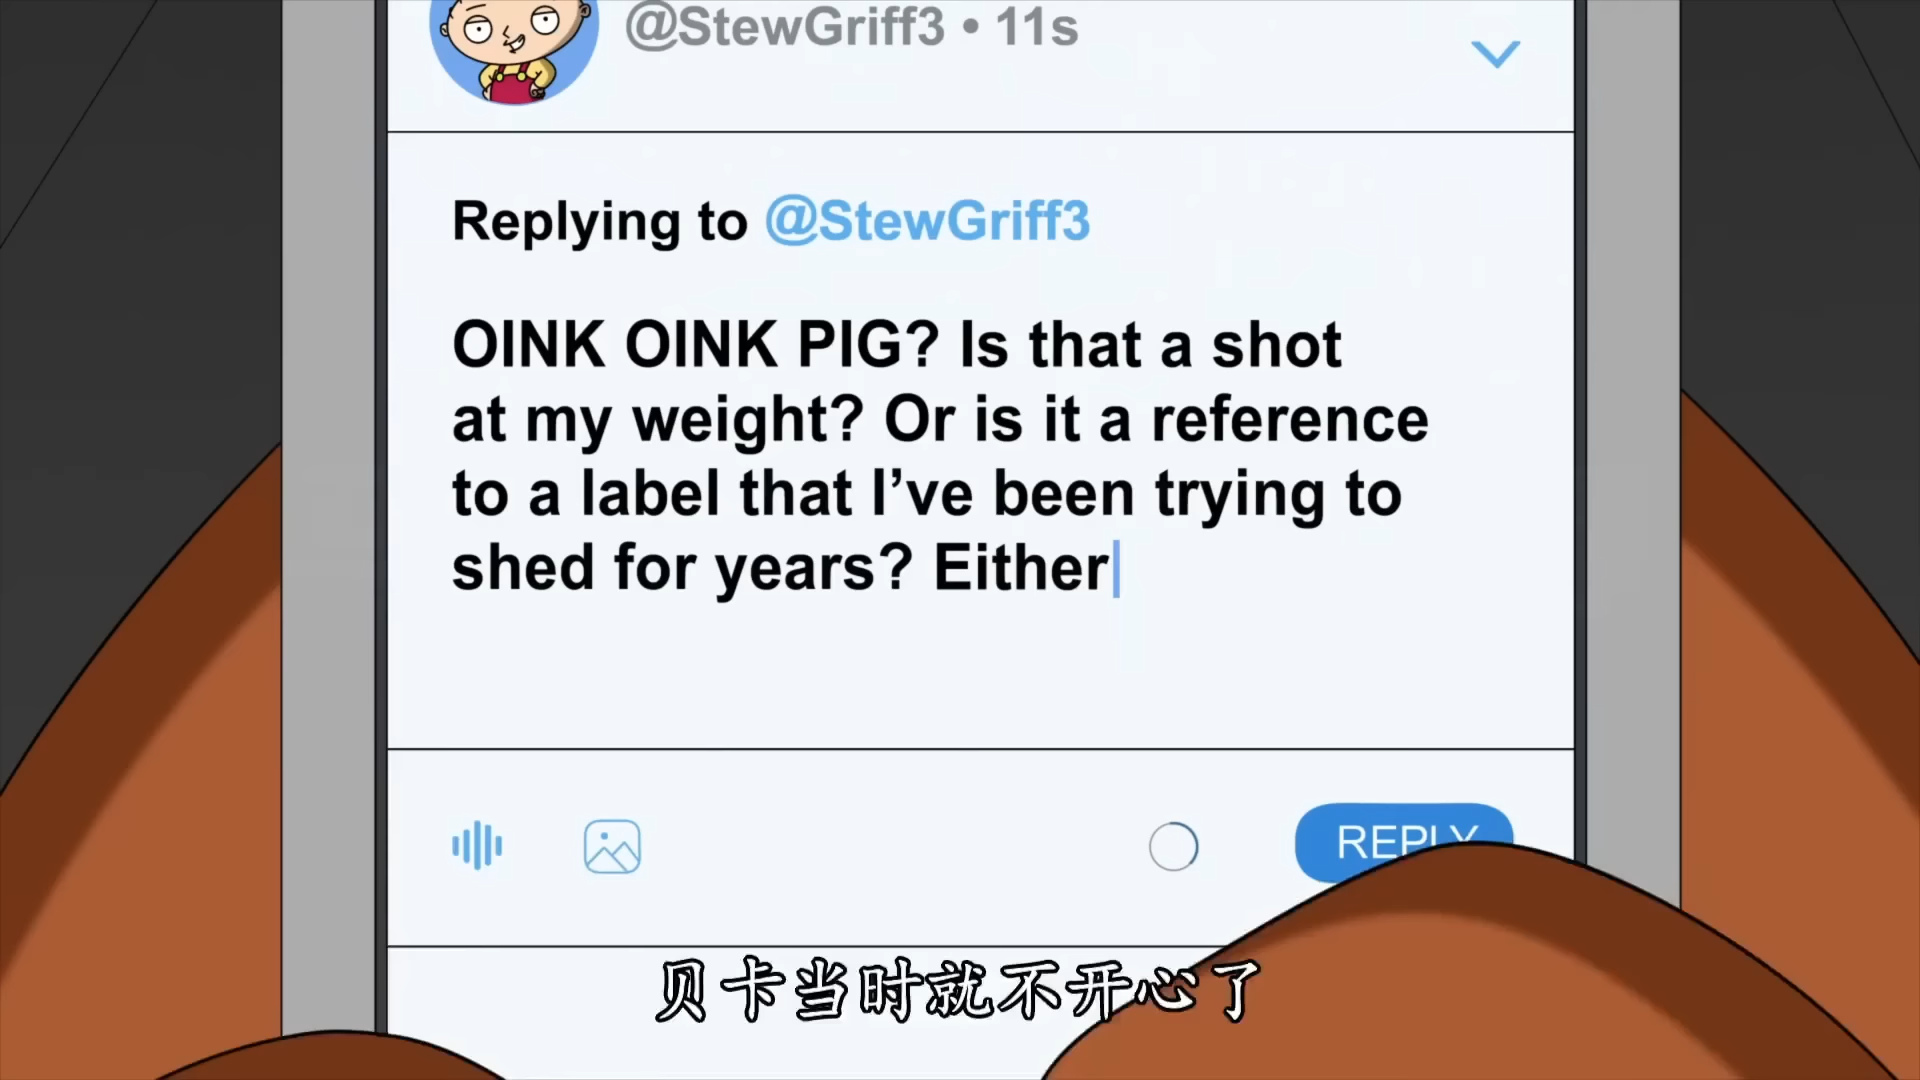 @StewGriff3 • 11s
Replying to @StewGriff3
OINK OINK PIG? Is that a shot
at my weight? Or is it a reference
to a label that I’ve been trying to
shed for years? Either
REPLY
贝卡当时就不开心了